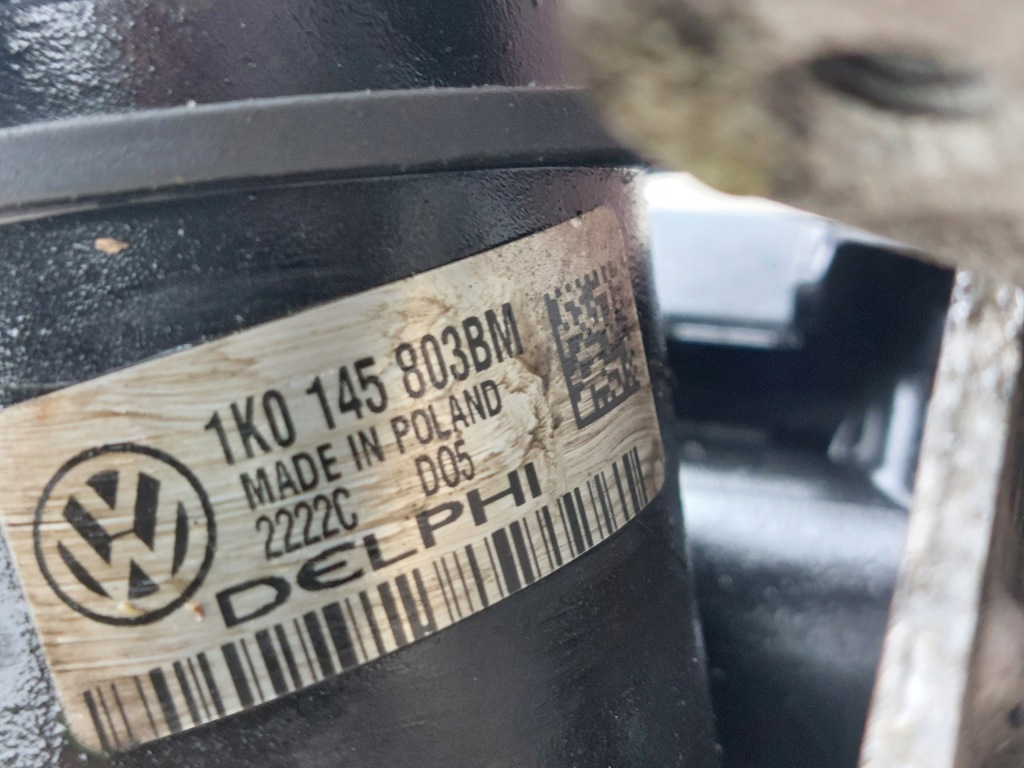 1K0 145 803BM
MADE IN POLAND
2222C D05
DELPHI